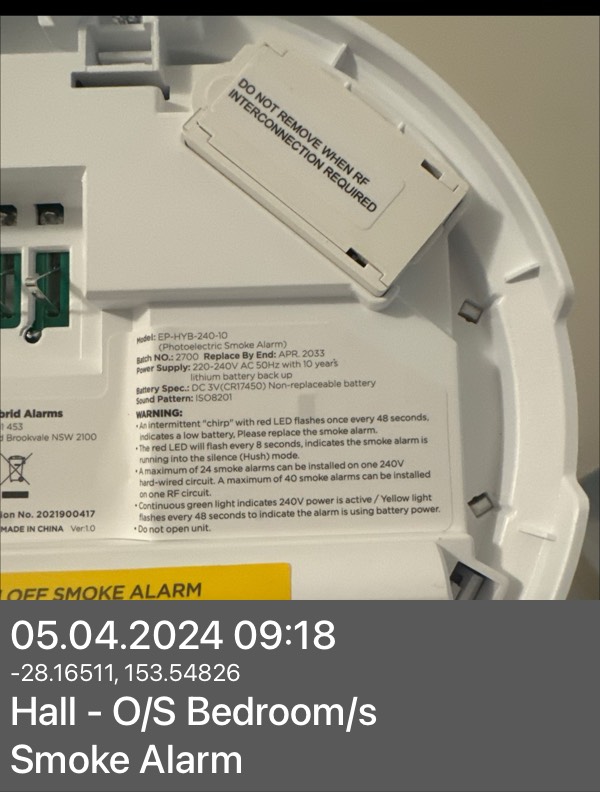 DO NOT REMOVE WHEN RF
INTERCONNECTION REQUIRED
Model: EP-HYB-240-10
(Photoelectric Smoke Alarm)
Batch NO.: 2700 Replace By End: APR. 2033
Power Supply: 220-240V AC 50Hz with 10 years
lithium battery back up
Battery Spec.: DC 3V(CR17450) Non-replaceable battery
Sound Pattern: ISO8201
WARNING:
•An intermittent "chirp" with red LED flashes once every 48 seconds,
indicates a low battery, Please replace the smoke alarm.
•The red LED will flash every 8 seconds, indicates the smoke alarm is
running into the silence (Hush) mode.
•A maximum of 24 smoke alarms can be installed on one 240V
hard-wired circuit. A maximum of 40 smoke alarms can be installed
on one RF circuit.
•Continuous green light indicates 240V power is active / Yellow light
flashes every 48 seconds to indicate the alarm is using battery power.
•Do not open unit.
brid Alarms
1 453
d Brookvale NSW 2100
ion No. 2021900417
MADE IN CHINA Ver1.0
OFF SMOKE ALARM
05.04.2024 09:18
-28.16511, 153.54826
Hall - O/S Bedroom/s
Smoke Alarm